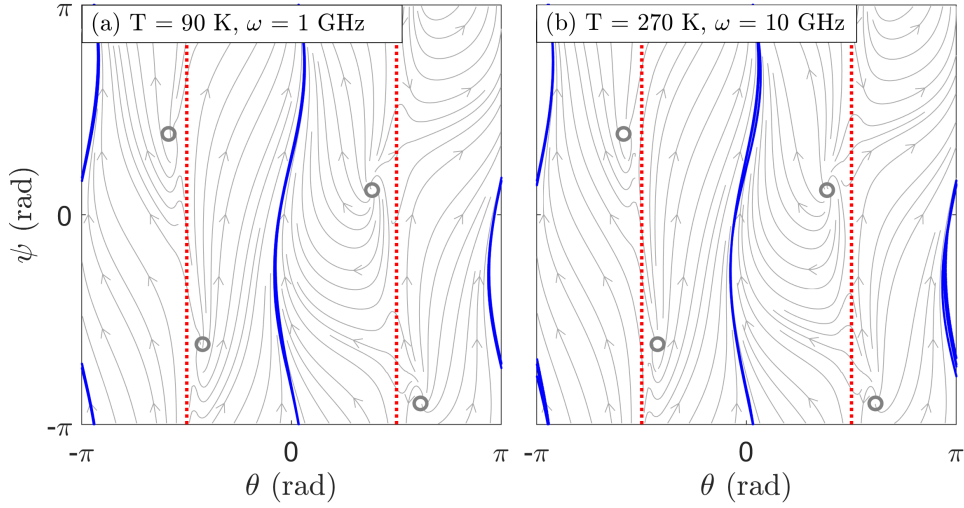 (a) T = 90 K, ω = 1 GHz
(b) T = 270 K, ω = 10 GHz
π
ψ (rad)
0
-π
-π
0
π
-π
0
π
θ (rad)
θ (rad)